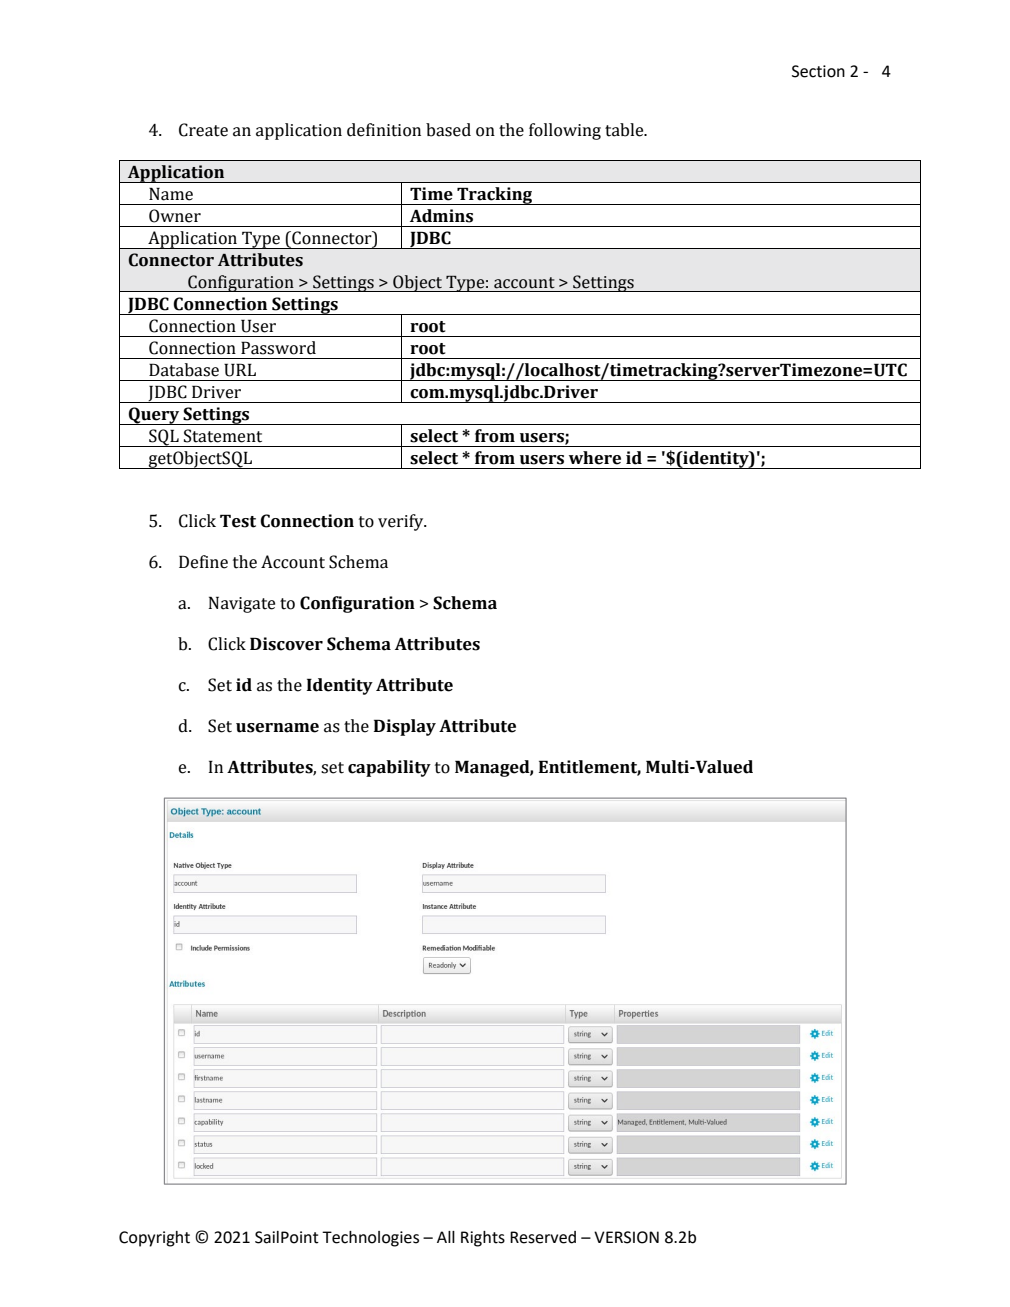 Section 2 - 4
4. Create an application definition based on the following table.
Application
Name Time Tracking
Owner Admins
Application Type (Connector) JDBC
Connector Attributes
Configuration > Settings > Object Type: account > Settings
JDBC Connection Settings
Connection User root
Connection Password root
Database URL jdbc:mysql://localhost/timetracking?serverTimezone=UTC
JDBC Driver com.mysql.jdbc.Driver
Query Settings
SQL Statement select * from users;
getObjectSQL select * from users where id = '$(identity)';
5. Click Test Connection to verify.
6. Define the Account Schema
a. Navigate to Configuration > Schema
b. Click Discover Schema Attributes
c. Set id as the Identity Attribute
d. Set username as the Display Attribute
e. In Attributes, set capability to Managed, Entitlement, Multi-Valued
Object Type: account
Details
Native Object Type Display Attribute
account username
Identity Attribute Instance Attribute
id
Include Permissions Remediation Modifiable
Readonly
Attributes
Name Description Type Properties
id string Edit
username string Edit
firstname string Edit
lastname string Edit
capability string Managed, Entitlement, Multi-Valued Edit
status string Edit
locked string Edit
Copyright © 2021 SailPoint Technologies – All Rights Reserved – VERSION 8.2b